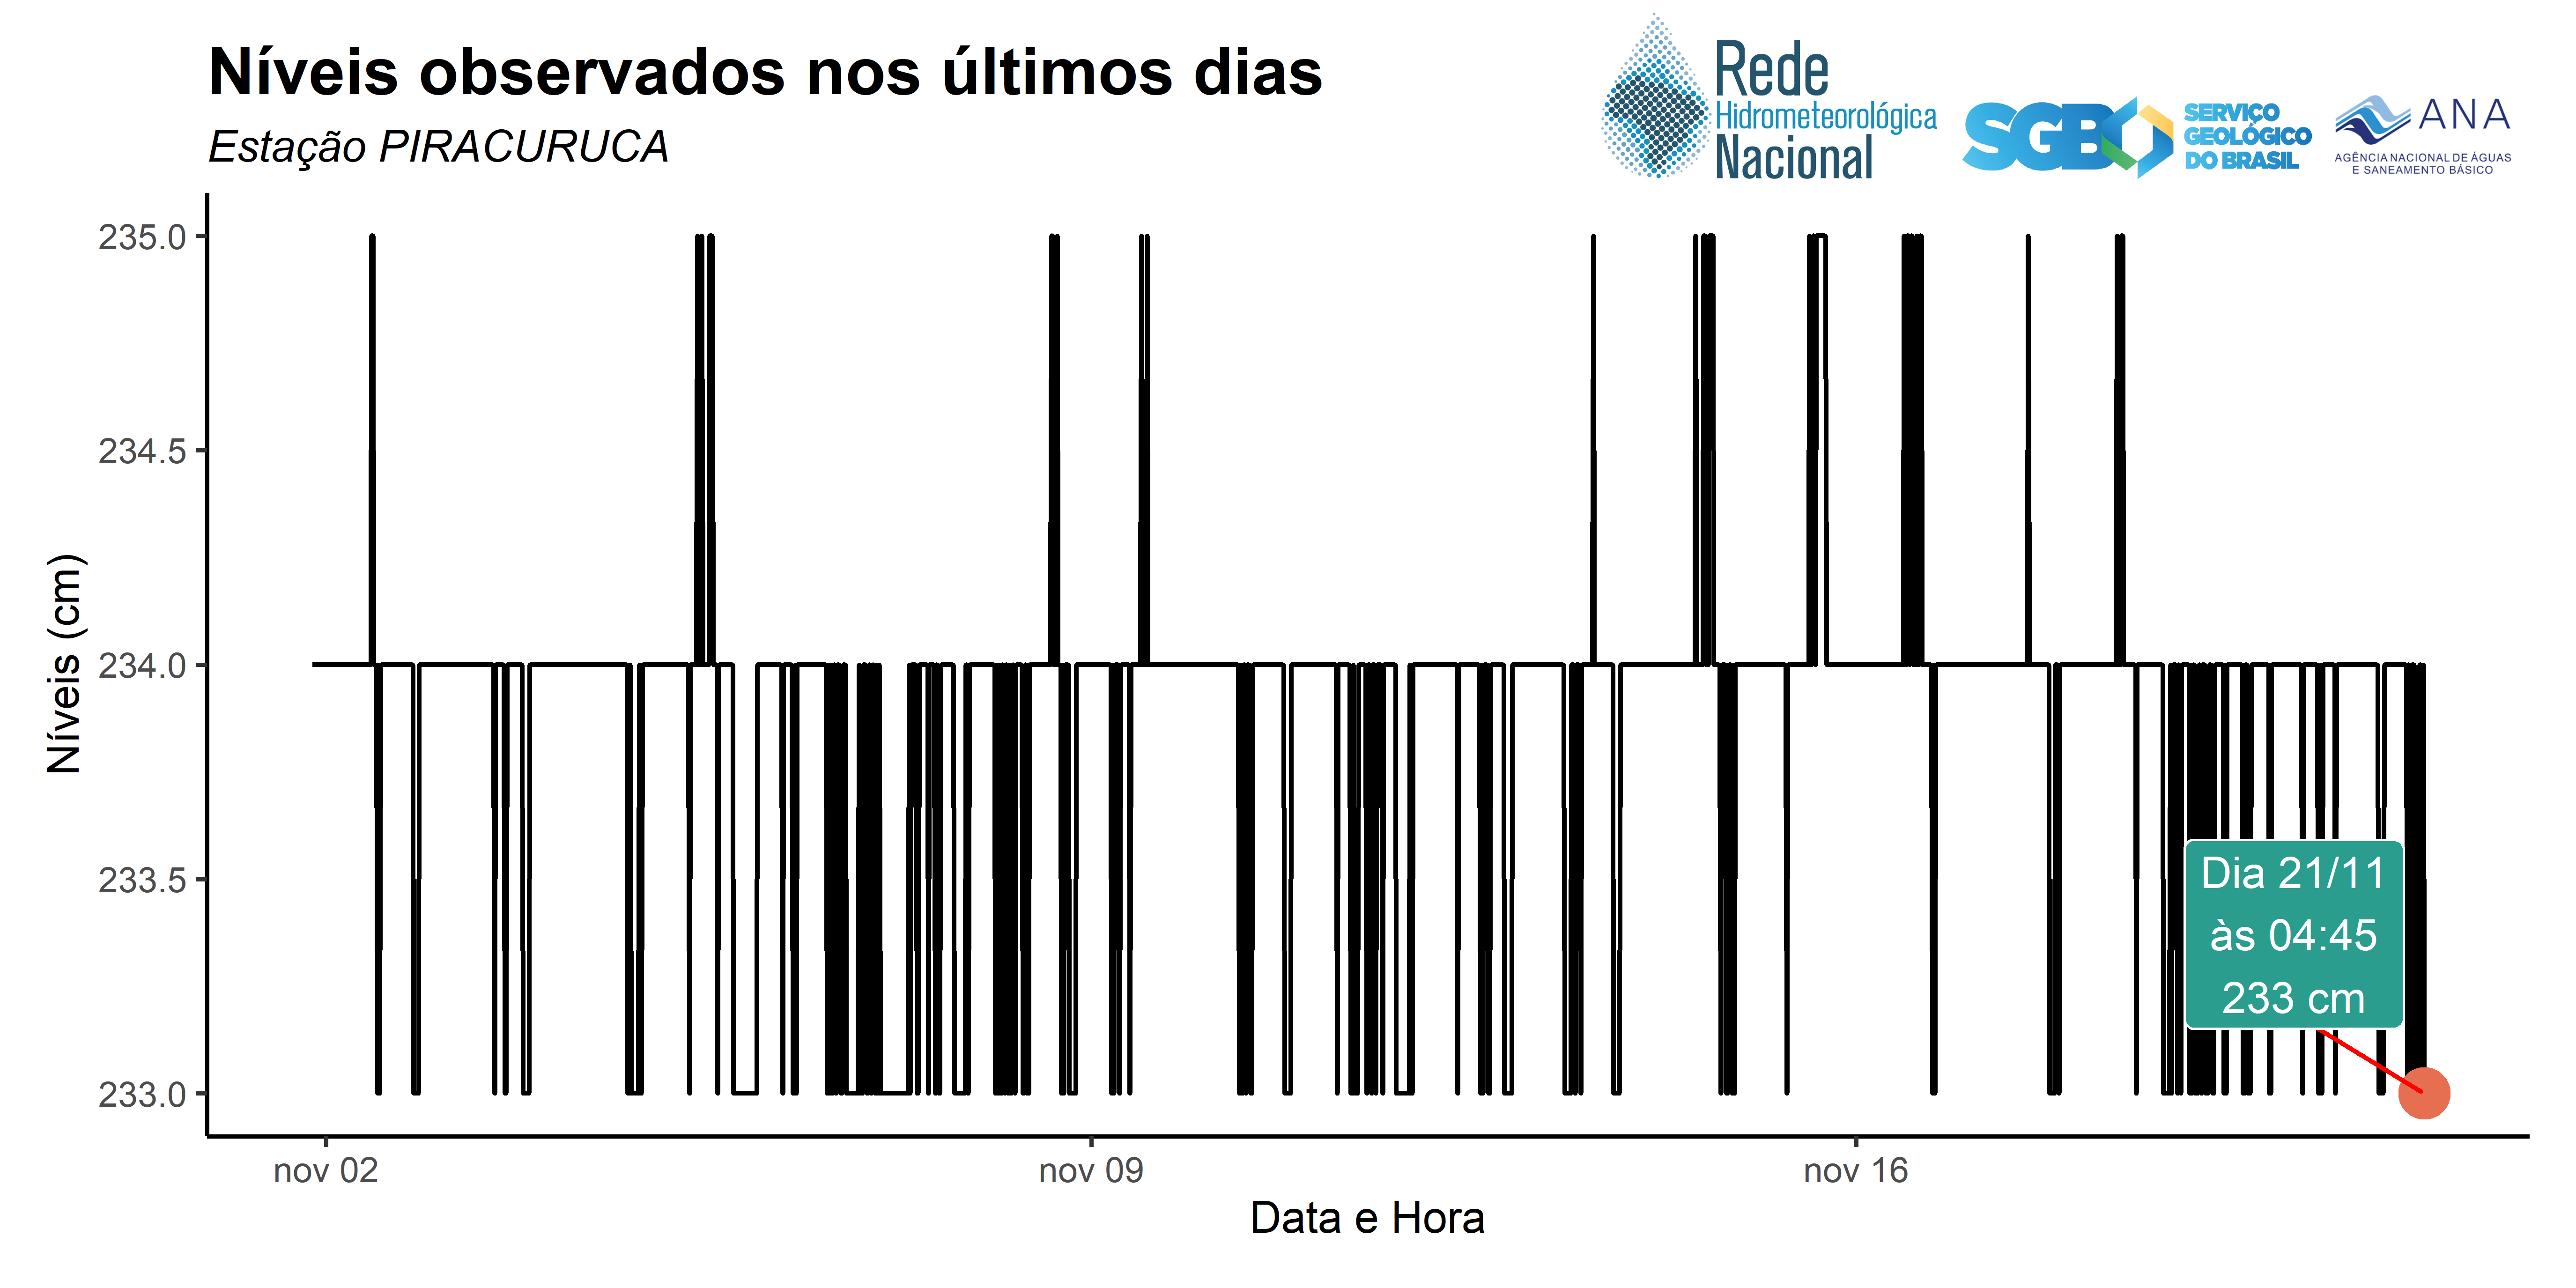 Níveis observados nos últimos dias
Estação PIRACURUCA
Rede
Hidrometeorológica
Nacional
SGB
SERVIÇO
GEOLÓGICO
DO BRASIL
ANA
AGÊNCIA NACIONAL DE ÁGUAS
E SANEAMENTO BÁSICO
Níveis (cm)
235.0
234.5
234.0
233.5
233.0
Dia 21/11
às 04:45
233 cm
nov 02
nov 09
nov 16
Data e Hora